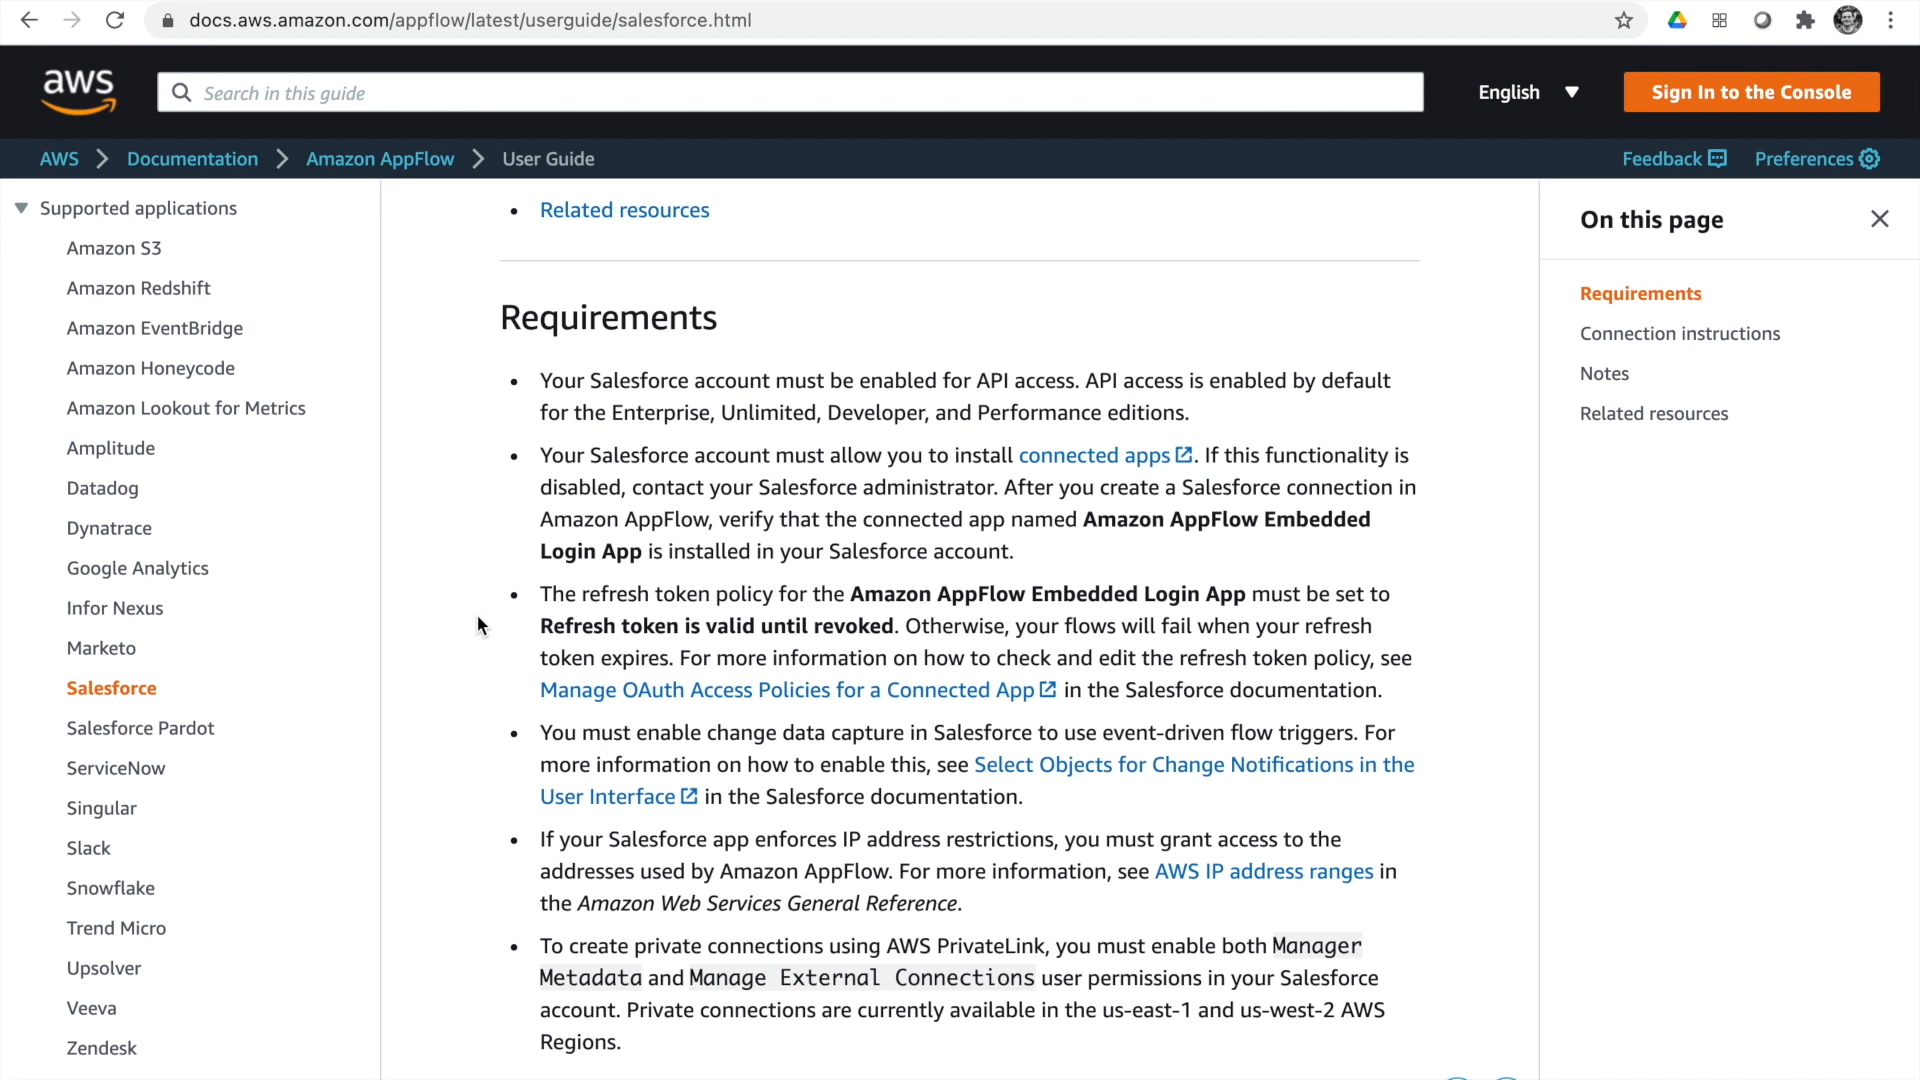 docs.aws.amazon.com/appflow/latest/userguide/salesforce.html
aws
Search in this guide
English
Sign In to the Console
AWS
Documentation
Amazon AppFlow
User Guide
Feedback
Preferences
Supported applications
Amazon S3
Amazon Redshift
Amazon EventBridge
Amazon Honeycode
Amazon Lookout for Metrics
Amplitude
Datadog
Dynatrace
Google Analytics
Infor Nexus
Marketo
Salesforce
Salesforce Pardot
ServiceNow
Singular
Slack
Snowflake
Trend Micro
Upsolver
Veeva
Zendesk
• Related resources
Requirements
• Your Salesforce account must be enabled for API access. API access is enabled by default
for the Enterprise, Unlimited, Developer, and Performance editions.
• Your Salesforce account must allow you to install connected apps. If this functionality is
disabled, contact your Salesforce administrator. After you create a Salesforce connection in
Amazon AppFlow, verify that the connected app named Amazon AppFlow Embedded
Login App is installed in your Salesforce account.
• The refresh token policy for the Amazon AppFlow Embedded Login App must be set to
Refresh token is valid until revoked. Otherwise, your flows will fail when your refresh
token expires. For more information on how to check and edit the refresh token policy, see
Manage OAuth Access Policies for a Connected App in the Salesforce documentation.
• You must enable change data capture in Salesforce to use event-driven flow triggers. For
more information on how to enable this, see Select Objects for Change Notifications in the
User Interface in the Salesforce documentation.
• If your Salesforce app enforces IP address restrictions, you must grant access to the
addresses used by Amazon AppFlow. For more information, see AWS IP address ranges in
the Amazon Web Services General Reference.
• To create private connections using AWS PrivateLink, you must enable both Manager
Metadata and Manage External Connections user permissions in your Salesforce
account. Private connections are currently available in the us-east-1 and us-west-2 AWS
Regions.
On this page
Requirements
Connection instructions
Notes
Related resources